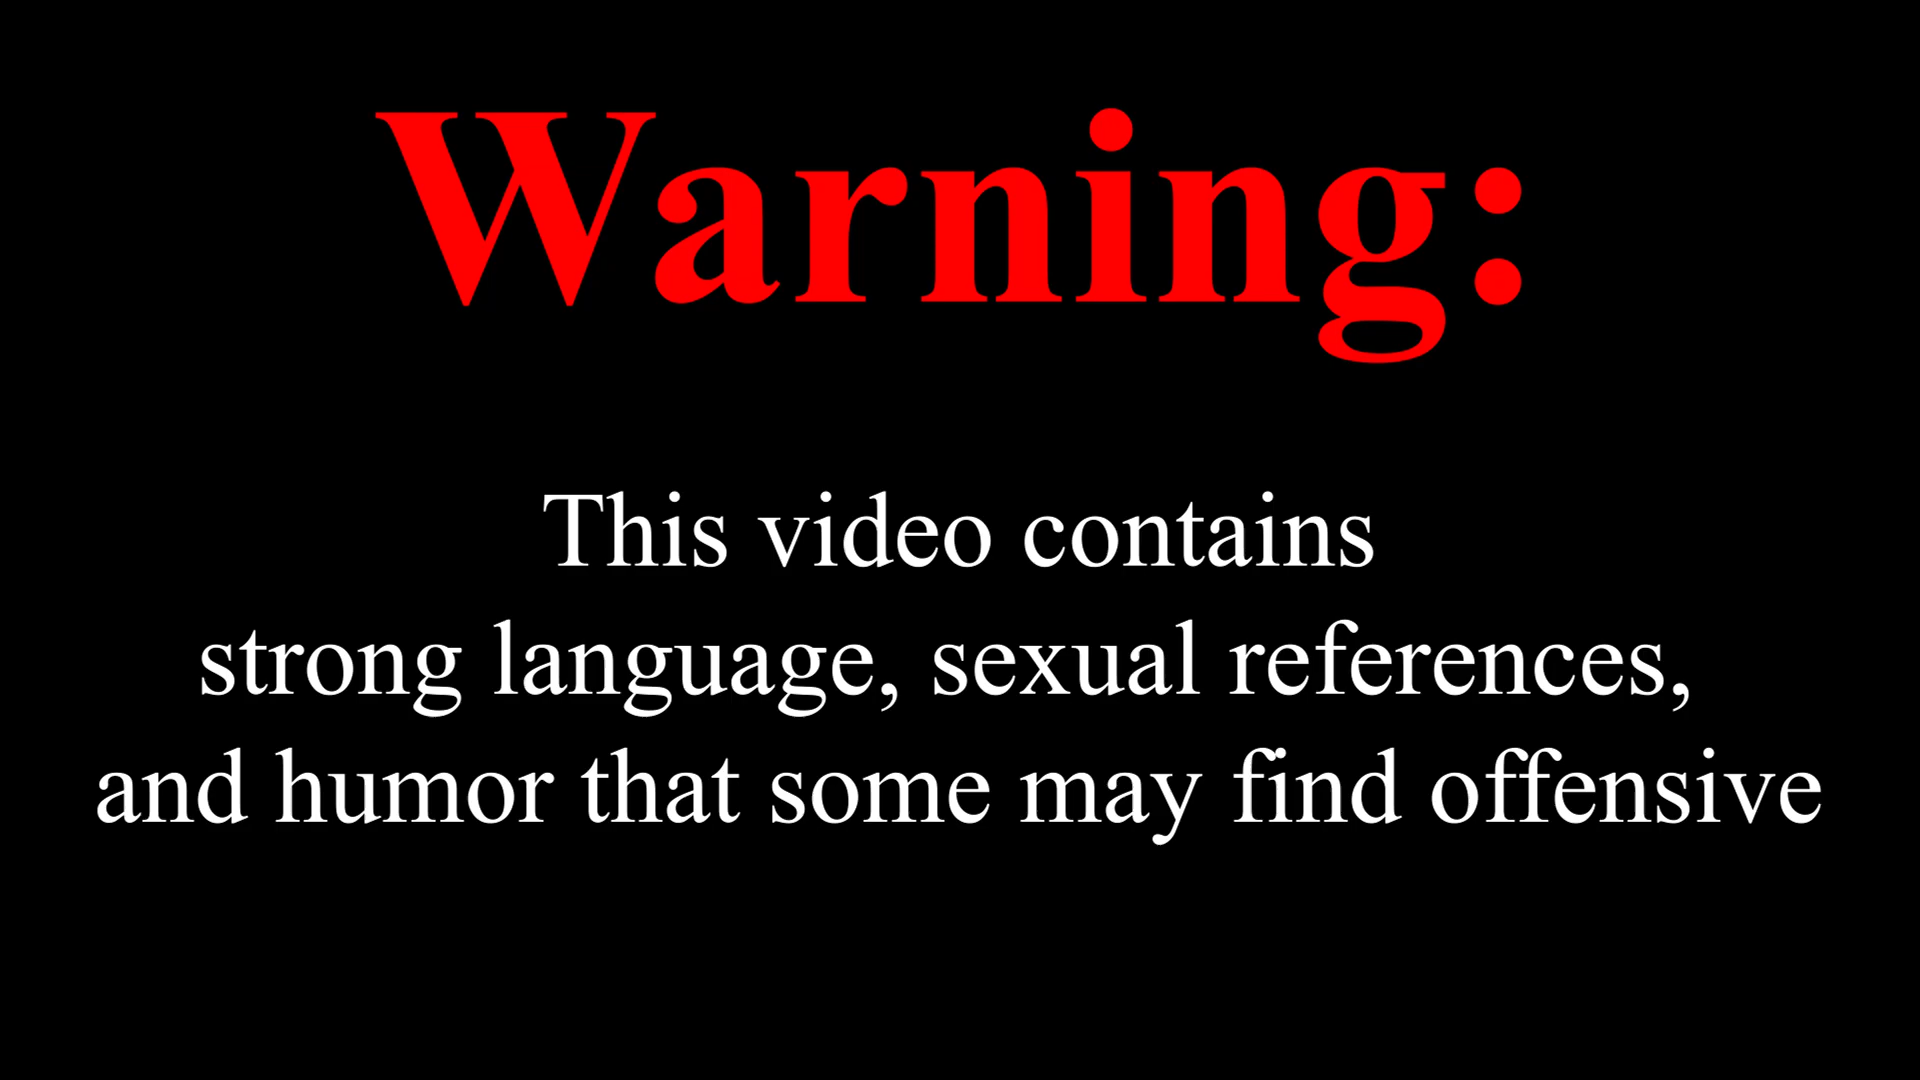 Warning:
This video contains
strong language, sexual references,
and humor that some may find offensive